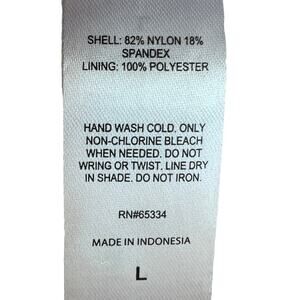 SHELL: 82% NYLON 18%
SPANDEX
LINING: 100% POLYESTER
HAND WASH COLD. ONLY
NON-CHLORINE BLEACH
WHEN NEEDED. DO NOT
WRING OR TWIST. LINE DRY
IN SHADE. DO NOT IRON.
RN#65334
MADE IN INDONESIA
L